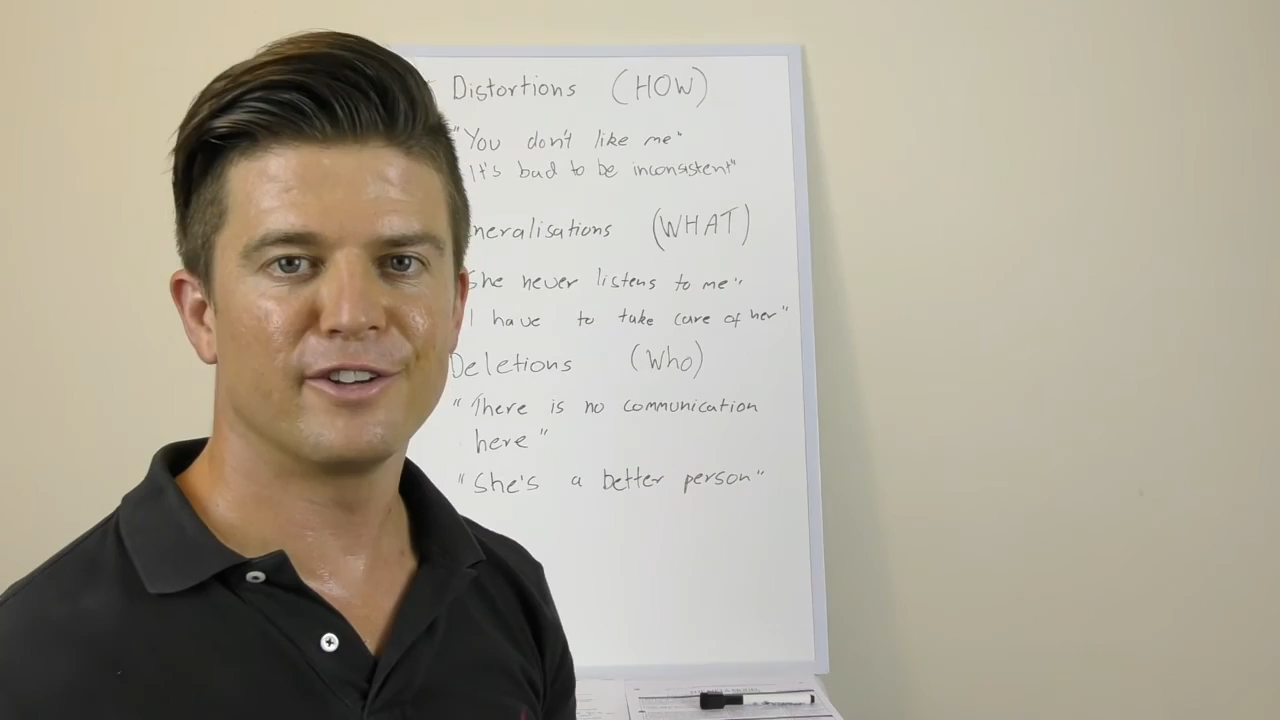 Distortions (HOW)
"You don't like me"
It's bad to be inconsistent"
neralisations (WHAT)
She never listens to me"
I have to take care of her"
Deletions (Who)
"There is no communication
here"
"She's a better person"